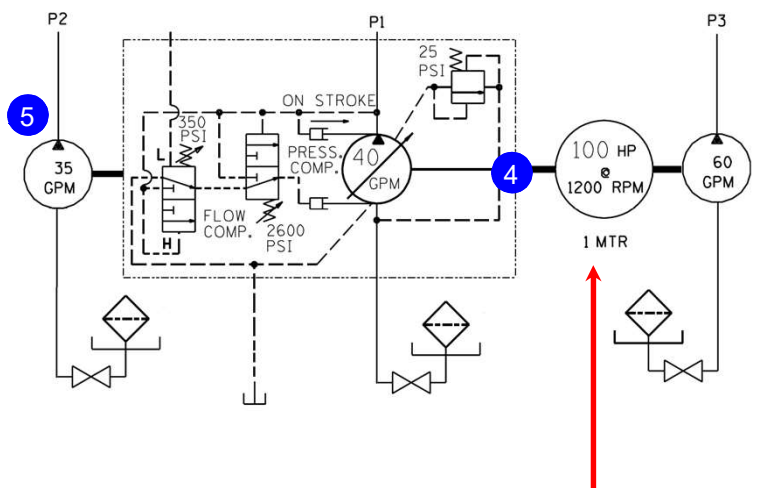 P2
P1
P3
5
35
GPM
350
PSI
L
H
FLOW
COMP.
2600
PSI
ON STROKE
PRESS.
COMP.
40
GPM
25
PSI
4
100 HP
@
1200 RPM
1 MTR
60
GPM